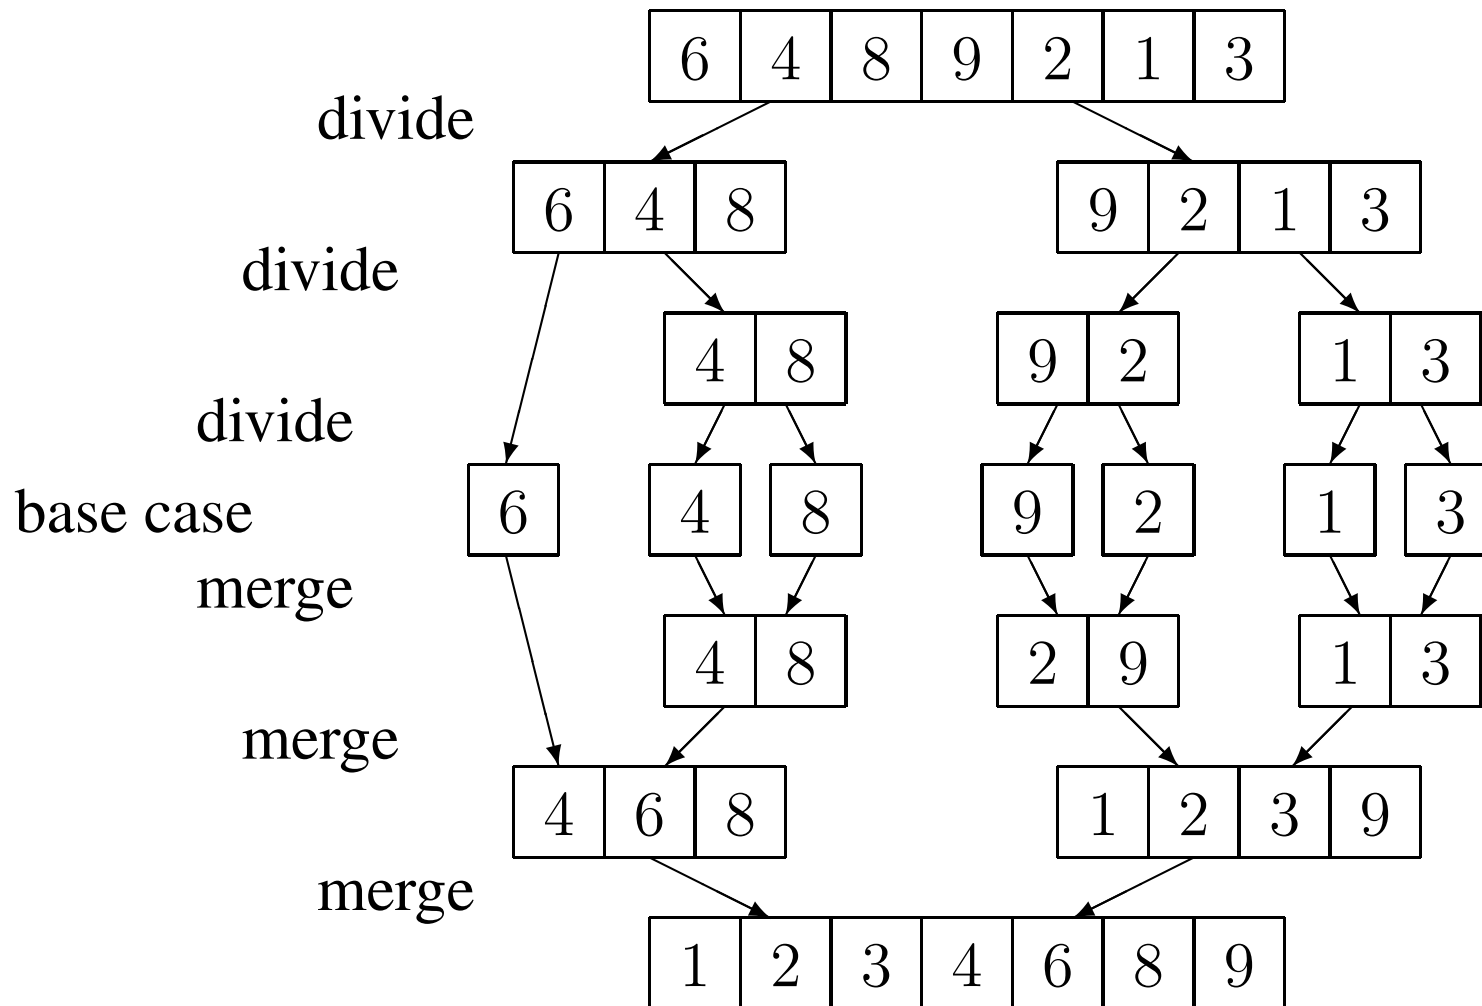 6 4 8 9 2 1 3
divide
6 4 8 9 2 1 3
divide
4 8 9 2 1 3
divide
base case 6 4 8 9 2 1 3
merge
4 8 2 9 1 3
merge
4 6 8 1 2 3 9
merge
1 2 3 4 6 8 9